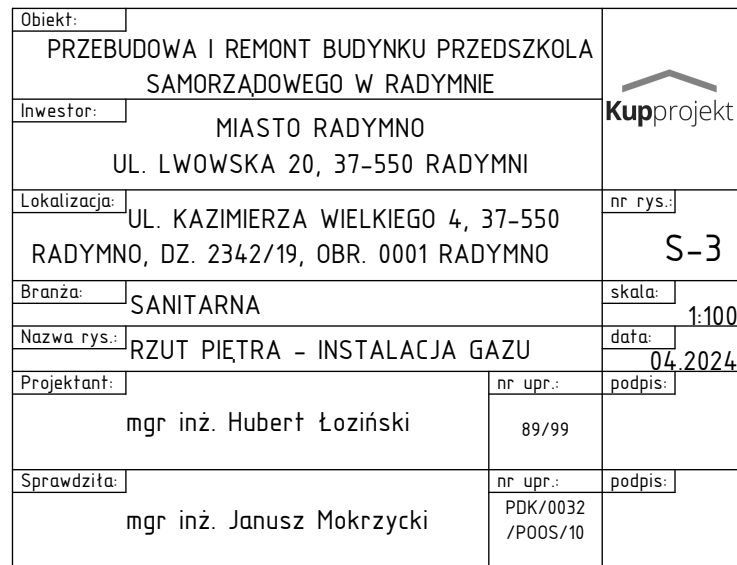 Obiekt:
PRZEBUDOWA I REMONT BUDYNKU PRZEDSZKOLA
SAMORZĄDOWEGO W RADYMNIE
Kupprojekt
Inwestor:
MIASTO RADYMNO
UL. LWOWSKA 20, 37-550 RADYMNI
Lokalizacja:
UL. KAZIMIERZA WIELKIEGO 4, 37-550
RADYMNO, DZ. 2342/19, OBR. 0001 RADYMNO
nr rys.:
S-3
Branża:
SANITARNA
skala:
1:100
Nazwa rys.:
RZUT PIĘTRA - INSTALACJA GAZU
data:
04.2024
Projektant:
mgr inż. Hubert Łoziński
nr upr.:
89/99
podpis:
Sprawdziła:
mgr inż. Janusz Mokrzycki
nr upr.:
PDK/0032
/POOS/10
podpis: